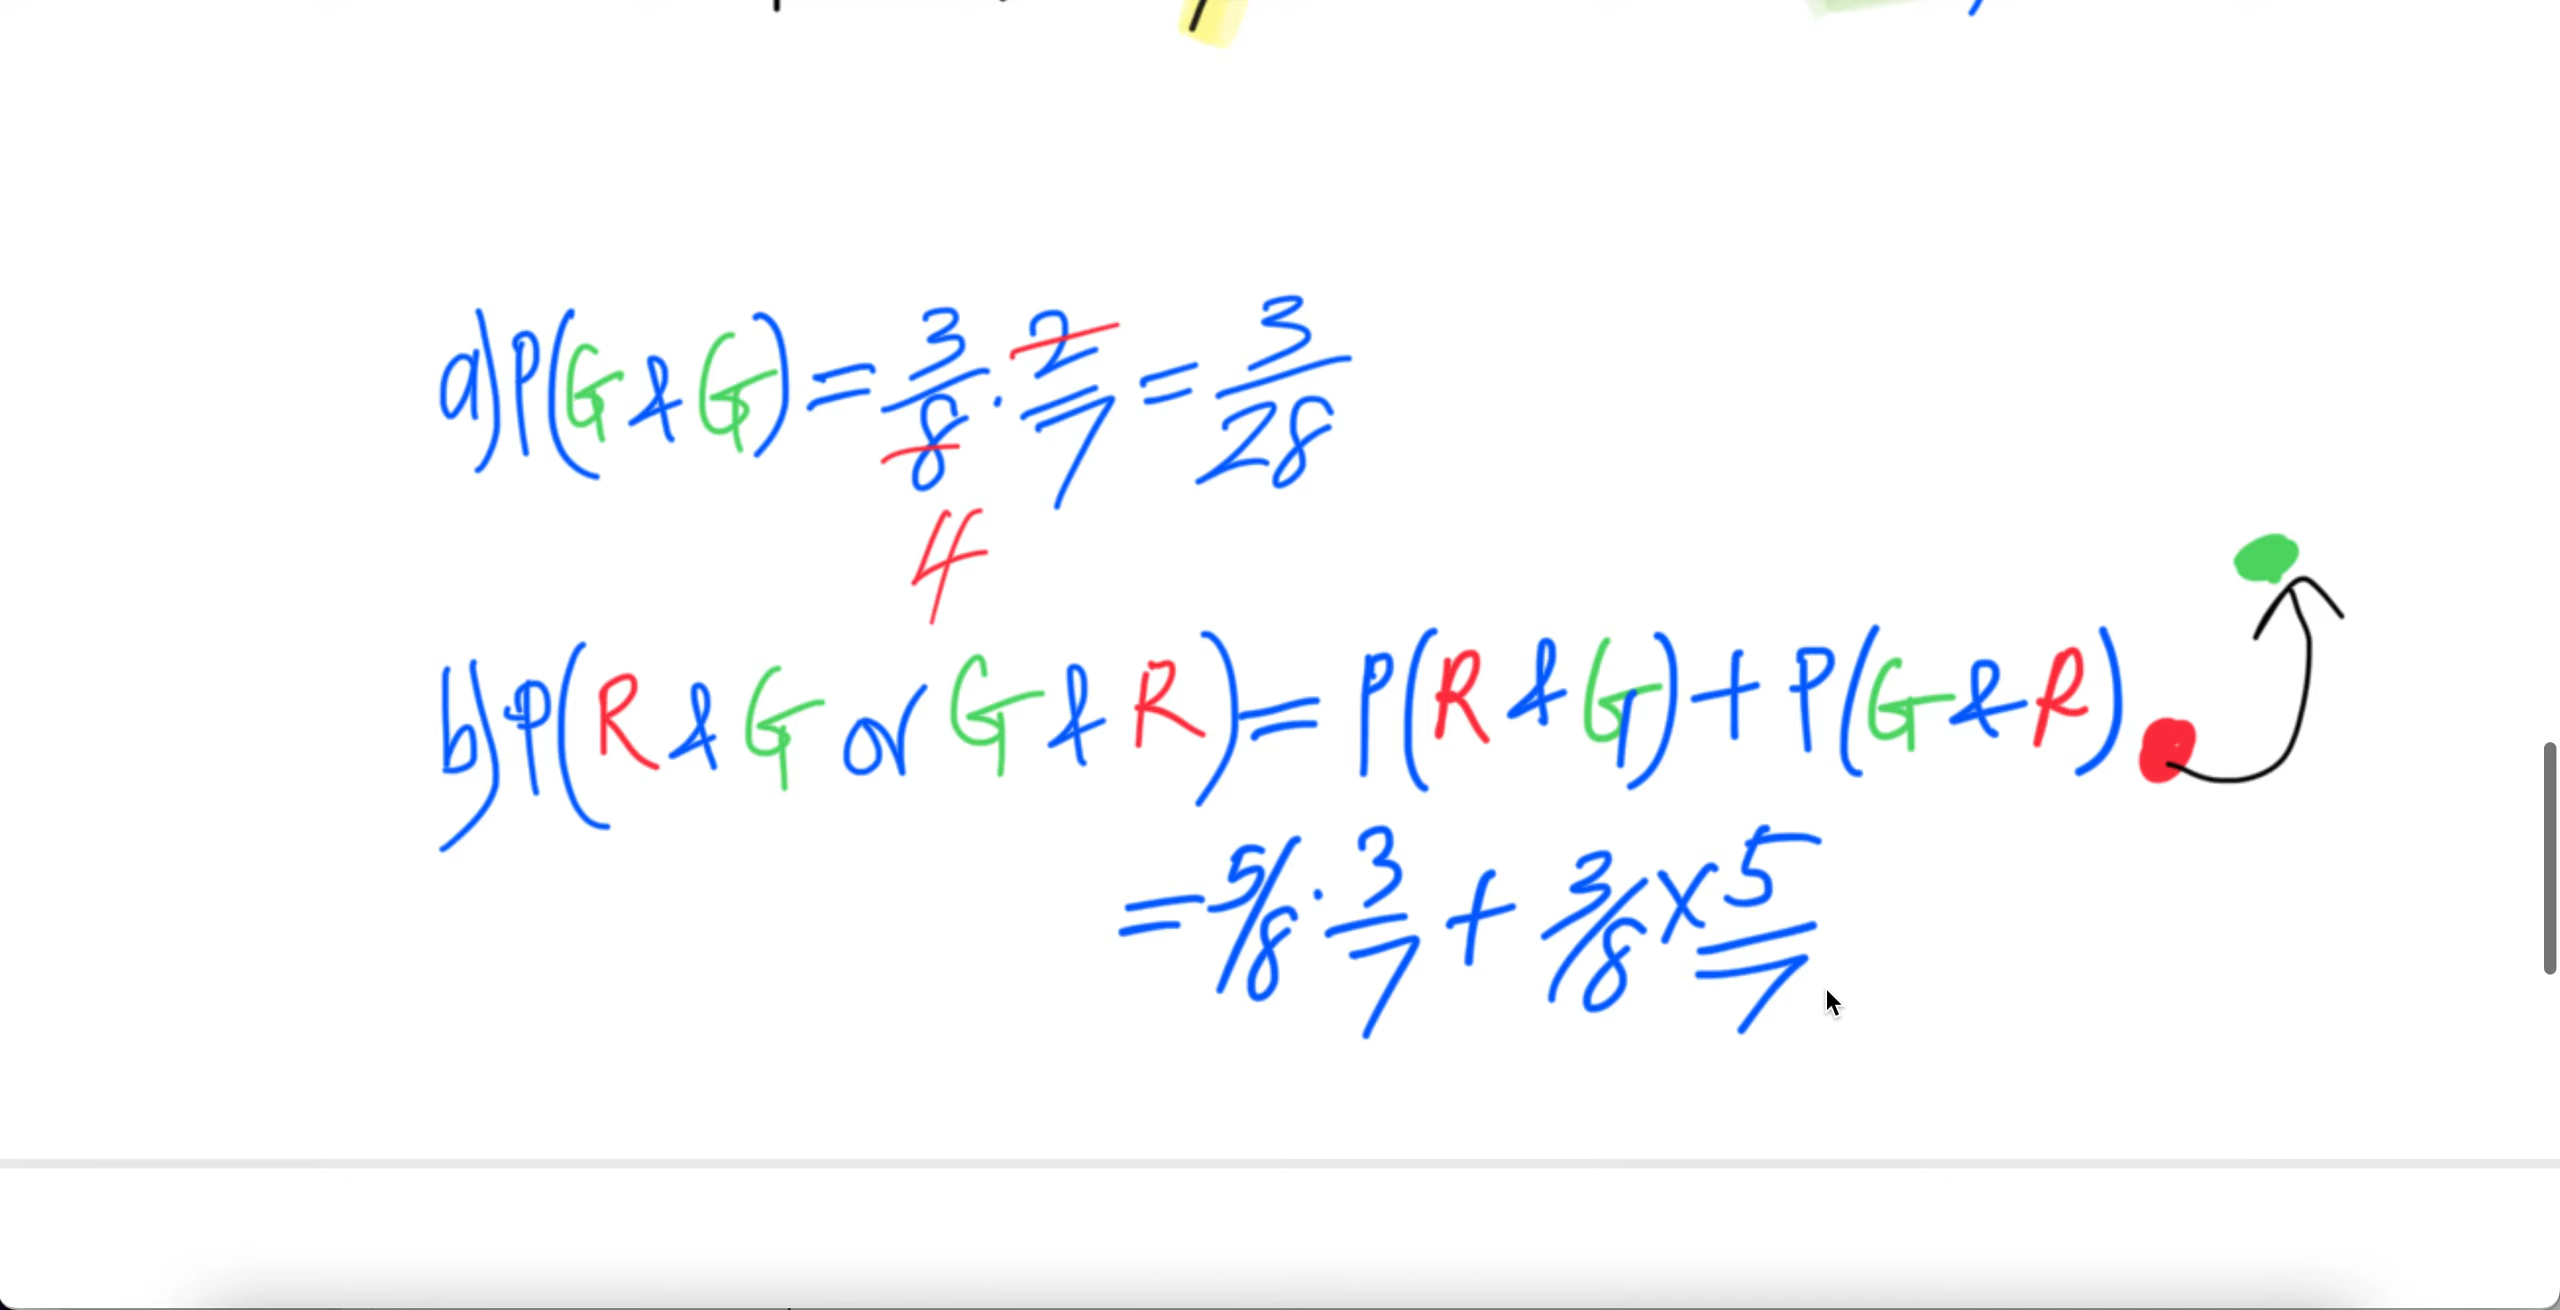 a) P(G & G) = 3/8 · 2/7 = 3/28
4
b) P(R & G or G & R) = P(R & G) + P(G & R)
= 5/8 · 3/7 + 3/8 × 5/7